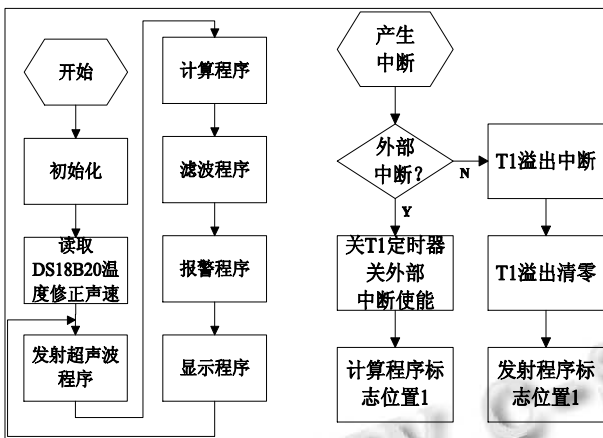 开始
初始化
读取
DS18B20温
度修正声速
发射超声波
程序
计算程序
滤波程序
报警程序
显示程序
产生
中断
外部
中断?
N
Y
T1溢出中断
关T1定时器
关外部
中断使能
T1溢出清零
计算程序标
志位置1
发射程序标
志位置1